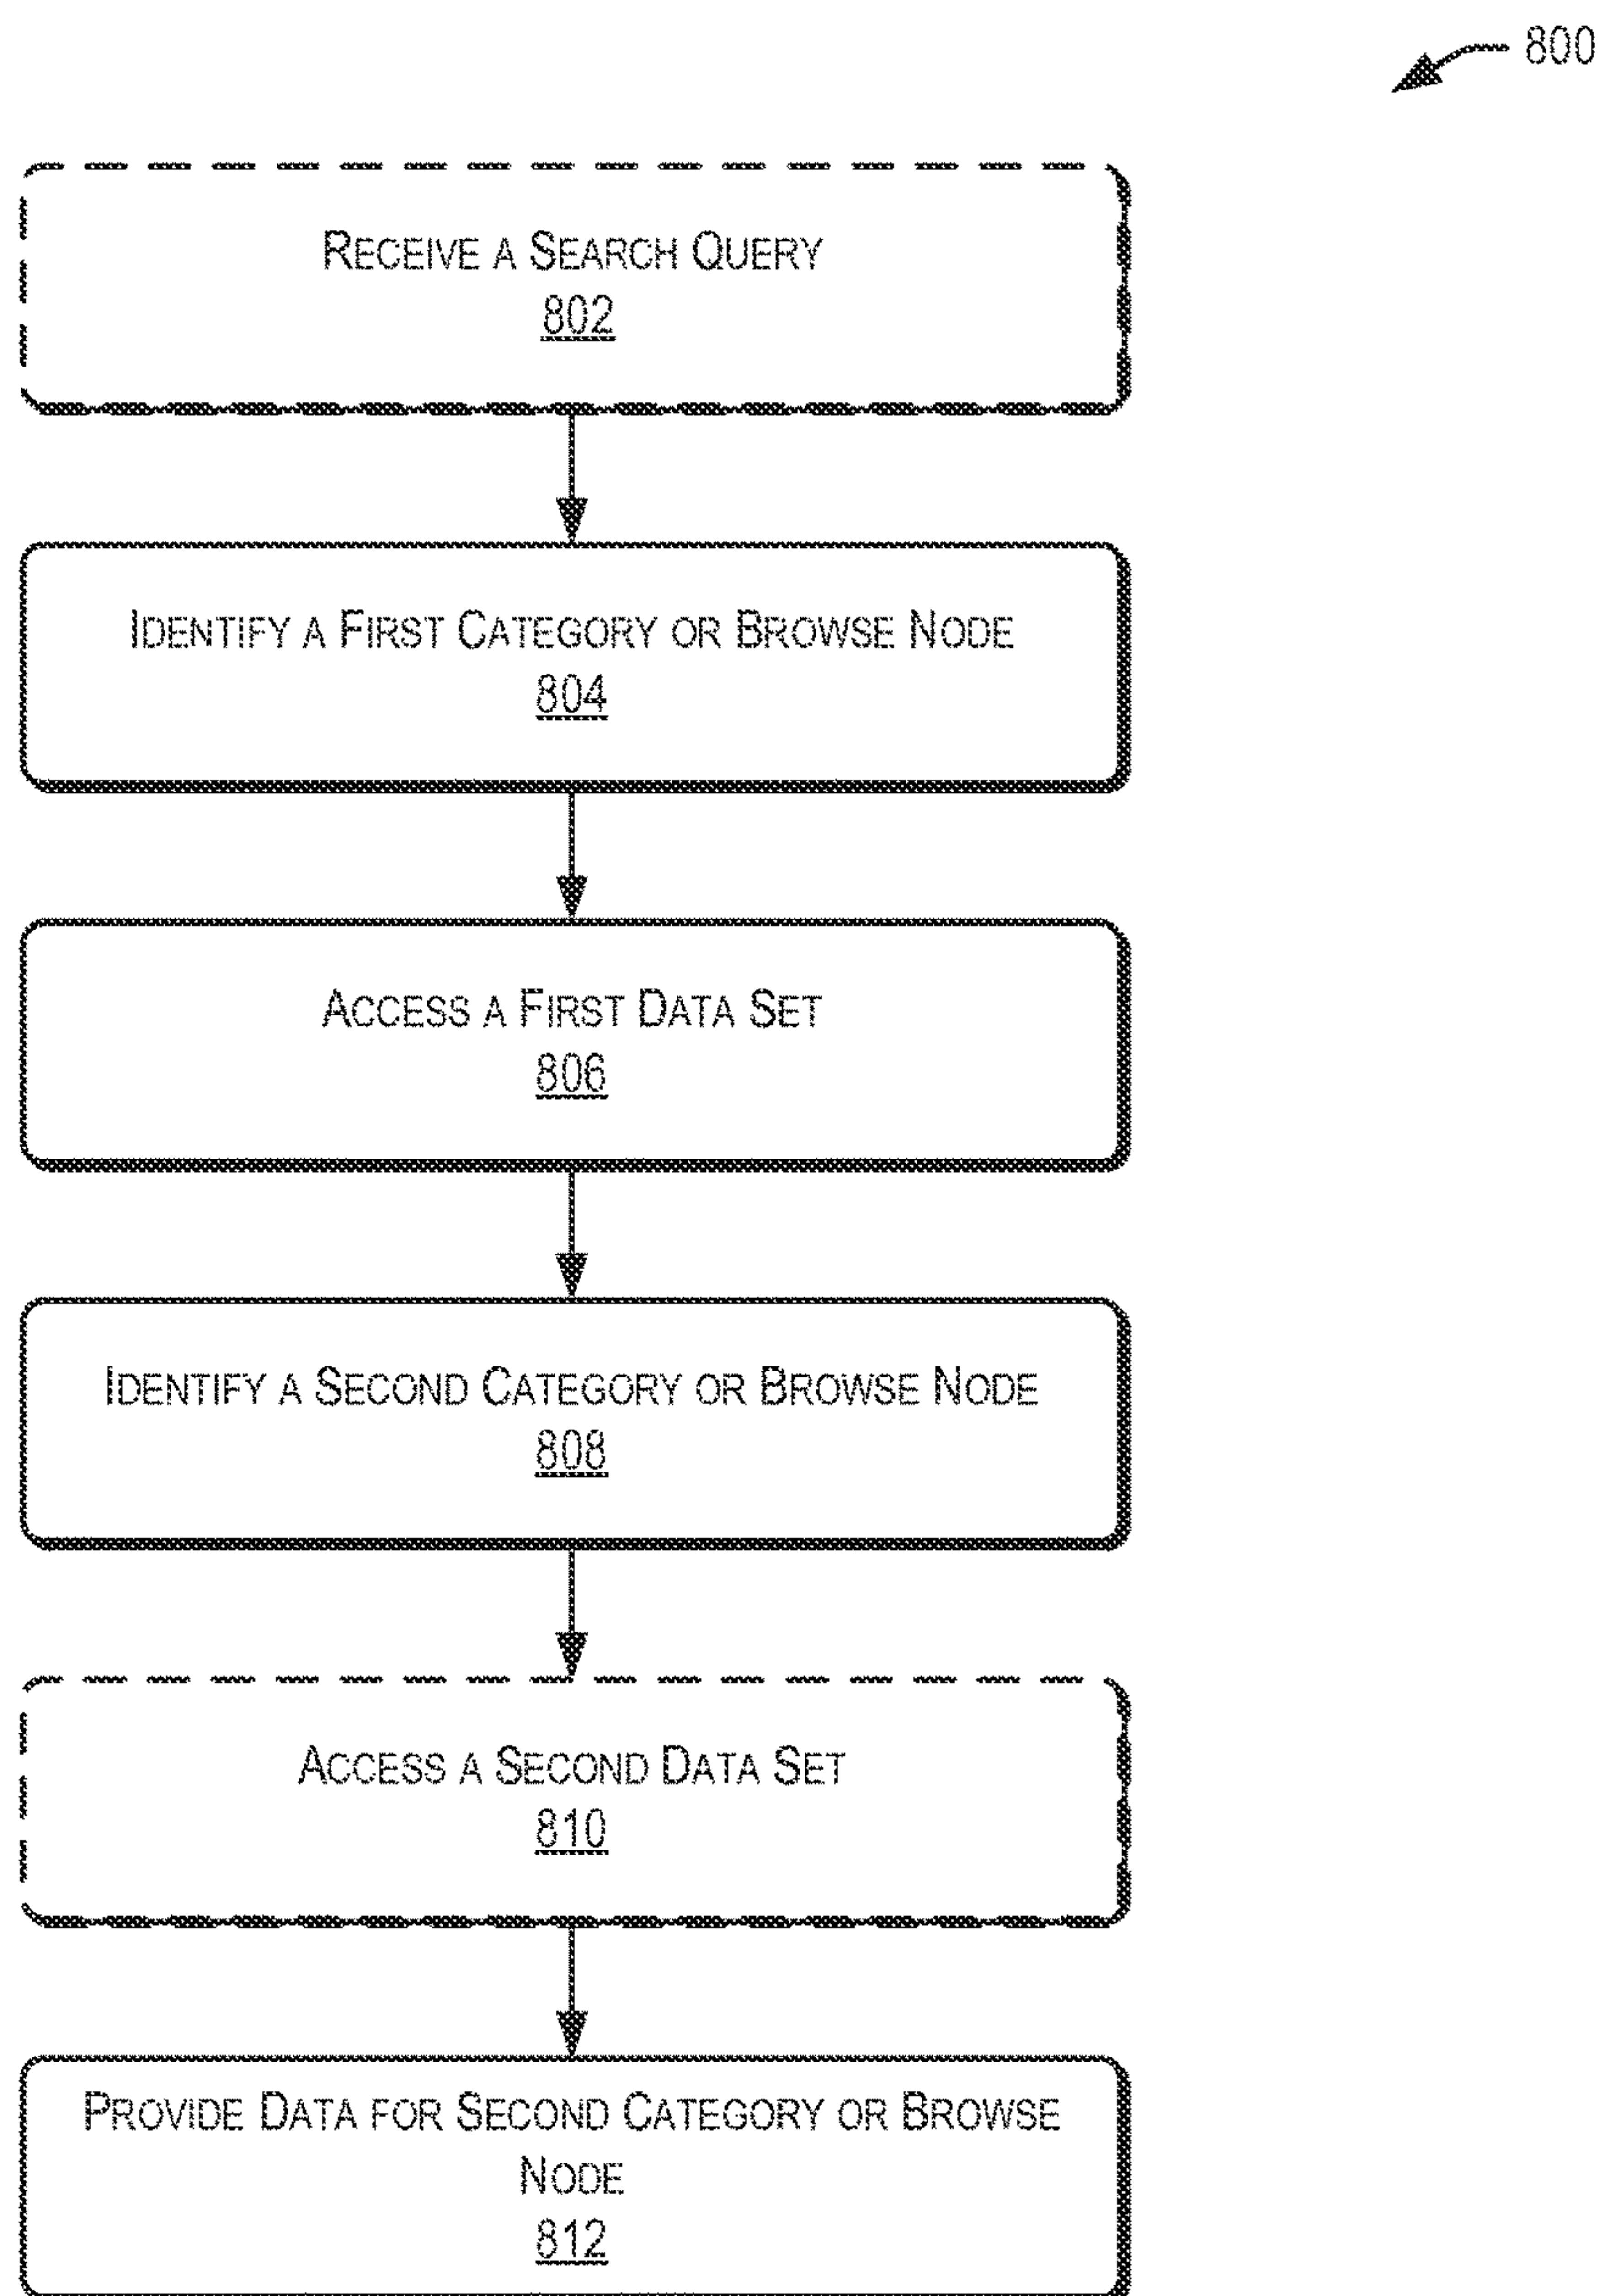 800
Receive a Search Query
802
Identify a First Category or Browse Node
804
Access a First Data Set
806
Identify a Second Category or Browse Node
808
Access a Second Data Set
810
Provide Data for Second Category or Browse
Node
812